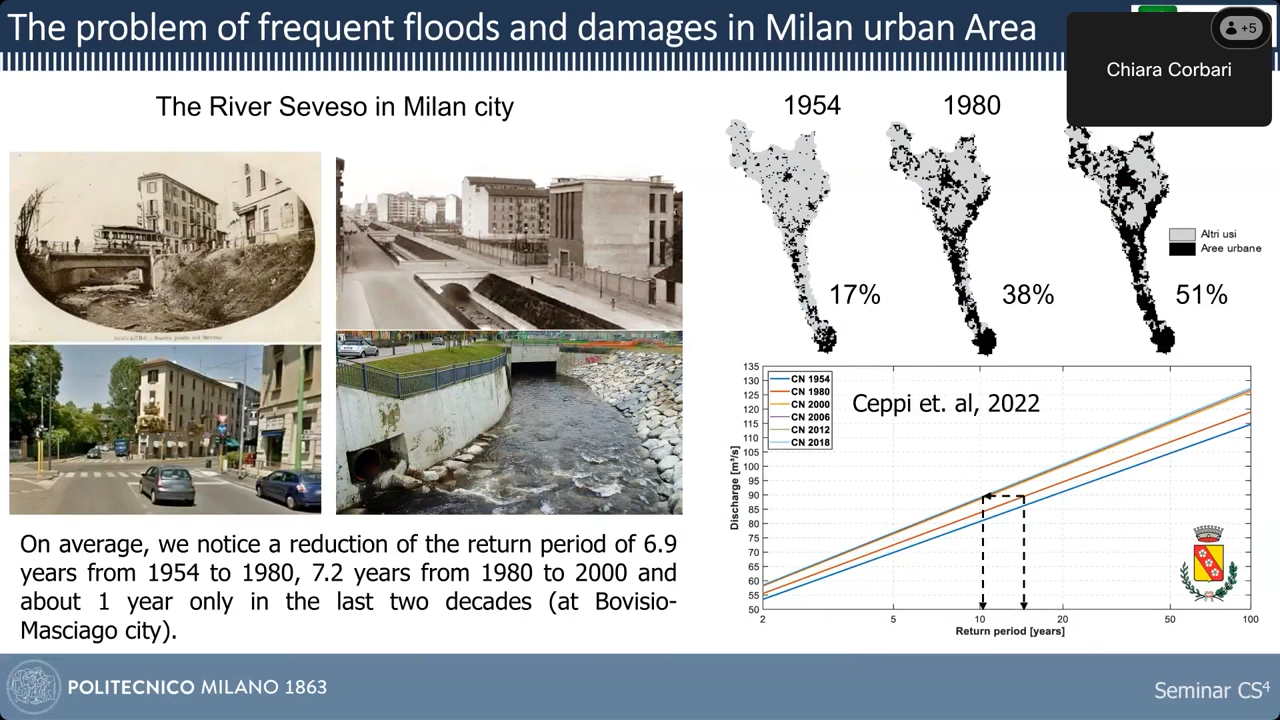 The problem of frequent floods and damages in Milan urban Area
+5
Chiara Corbari
The River Seveso in Milan city
1954
1980
Altri usi
Aree urbane
17%
38%
51%
135
130
125
120
115
110
105
100
95
90
85
80
75
70
65
60
55
50
Discharge [m³/s]
CN 1954
CN 1980
CN 2000
CN 2006
CN 2012
CN 2018
Ceppi et. al, 2022
2
5
10
20
50
100
Return period [years]
On average, we notice a reduction of the return period of 6.9
years from 1954 to 1980, 7.2 years from 1980 to 2000 and
about 1 year only in the last two decades (at Bovisio-
Masciago city).
POLITECNICO MILANO 1863
Seminar CS⁴